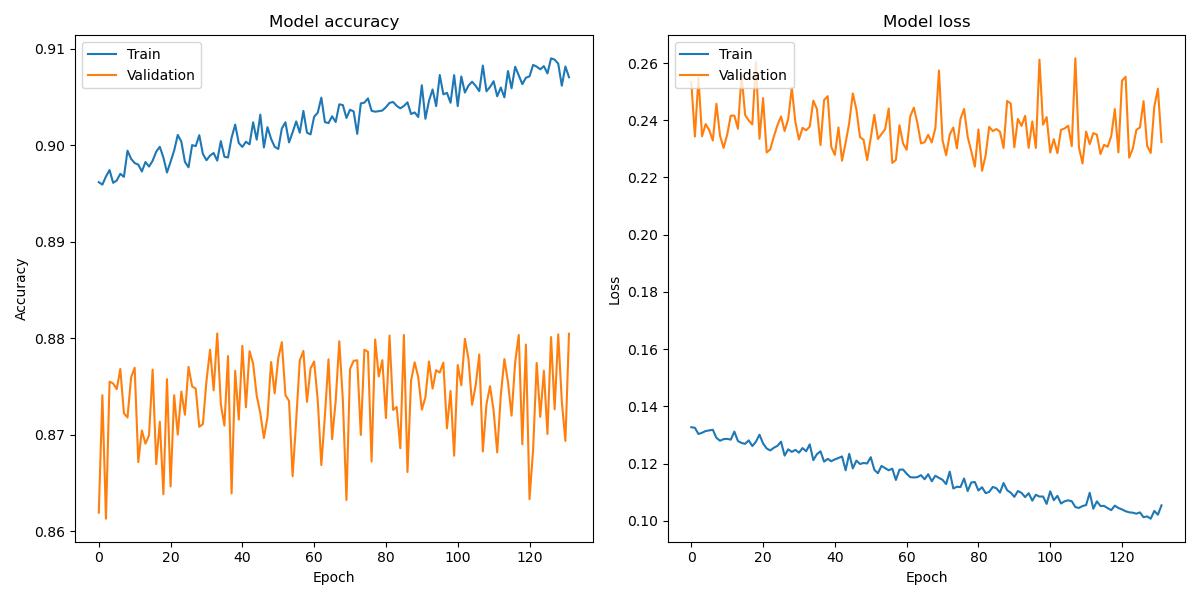 Model accuracy
Train
Validation
0.91
0.90
0.89
0.88
0.87
0.86
Accuracy
0 20 40 60 80 100 120
Epoch
Model loss
Train
Validation
0.26
0.24
0.22
0.20
0.18
0.16
0.14
0.12
0.10
Loss
0 20 40 60 80 100 120
Epoch